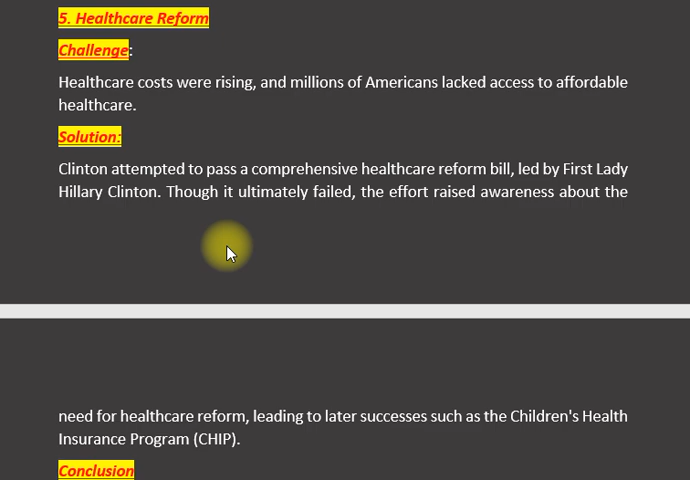 5. Healthcare Reform
Challenge:
Healthcare costs were rising, and millions of Americans lacked access to affordable
healthcare.
Solution:
Clinton attempted to pass a comprehensive healthcare reform bill, led by First Lady
Hillary Clinton. Though it ultimately failed, the effort raised awareness about the
need for healthcare reform, leading to later successes such as the Children's Health
Insurance Program (CHIP).
Conclusion